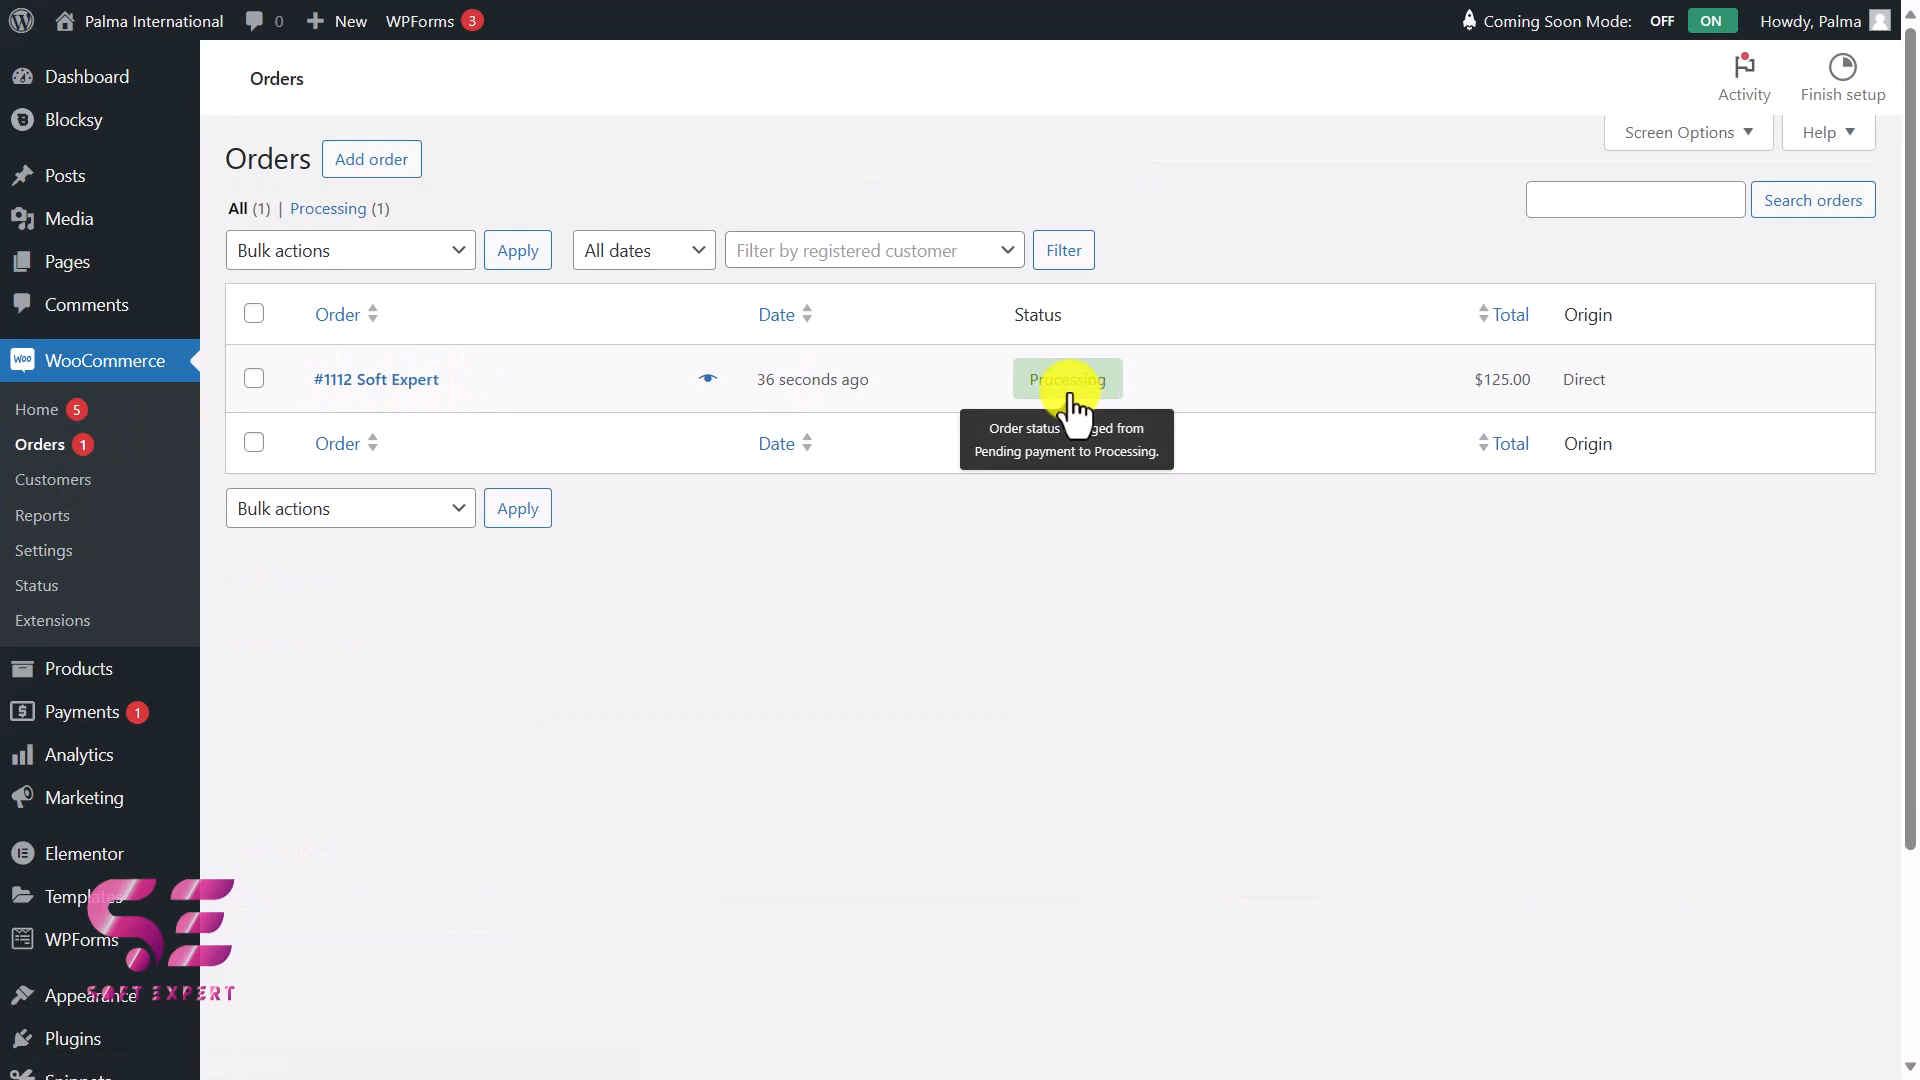 Palma International 0 New WPForms 3 Coming Soon Mode: OFF ON Howdy, Palma
Dashboard
Blocksy
Posts
Media
Pages
Comments
WooCommerce
Home 5
Orders 1
Customers
Reports
Settings
Status
Extensions
Products
Payments 1
Analytics
Marketing
Elementor
Templates
WPForms
Appearance
Plugins
Orders
Activity
Finish setup
Screen Options
Help
Orders Add order
All (1) | Processing (1)
Search orders
Bulk actions Apply All dates Filter by registered customer Filter
Order Date Status Total Origin
#1112 Soft Expert 36 seconds ago Processing $125.00 Direct
Order status
Pending payment to Processing.
Order Date Total Origin
Bulk actions Apply
SE
SOFT EXPERT